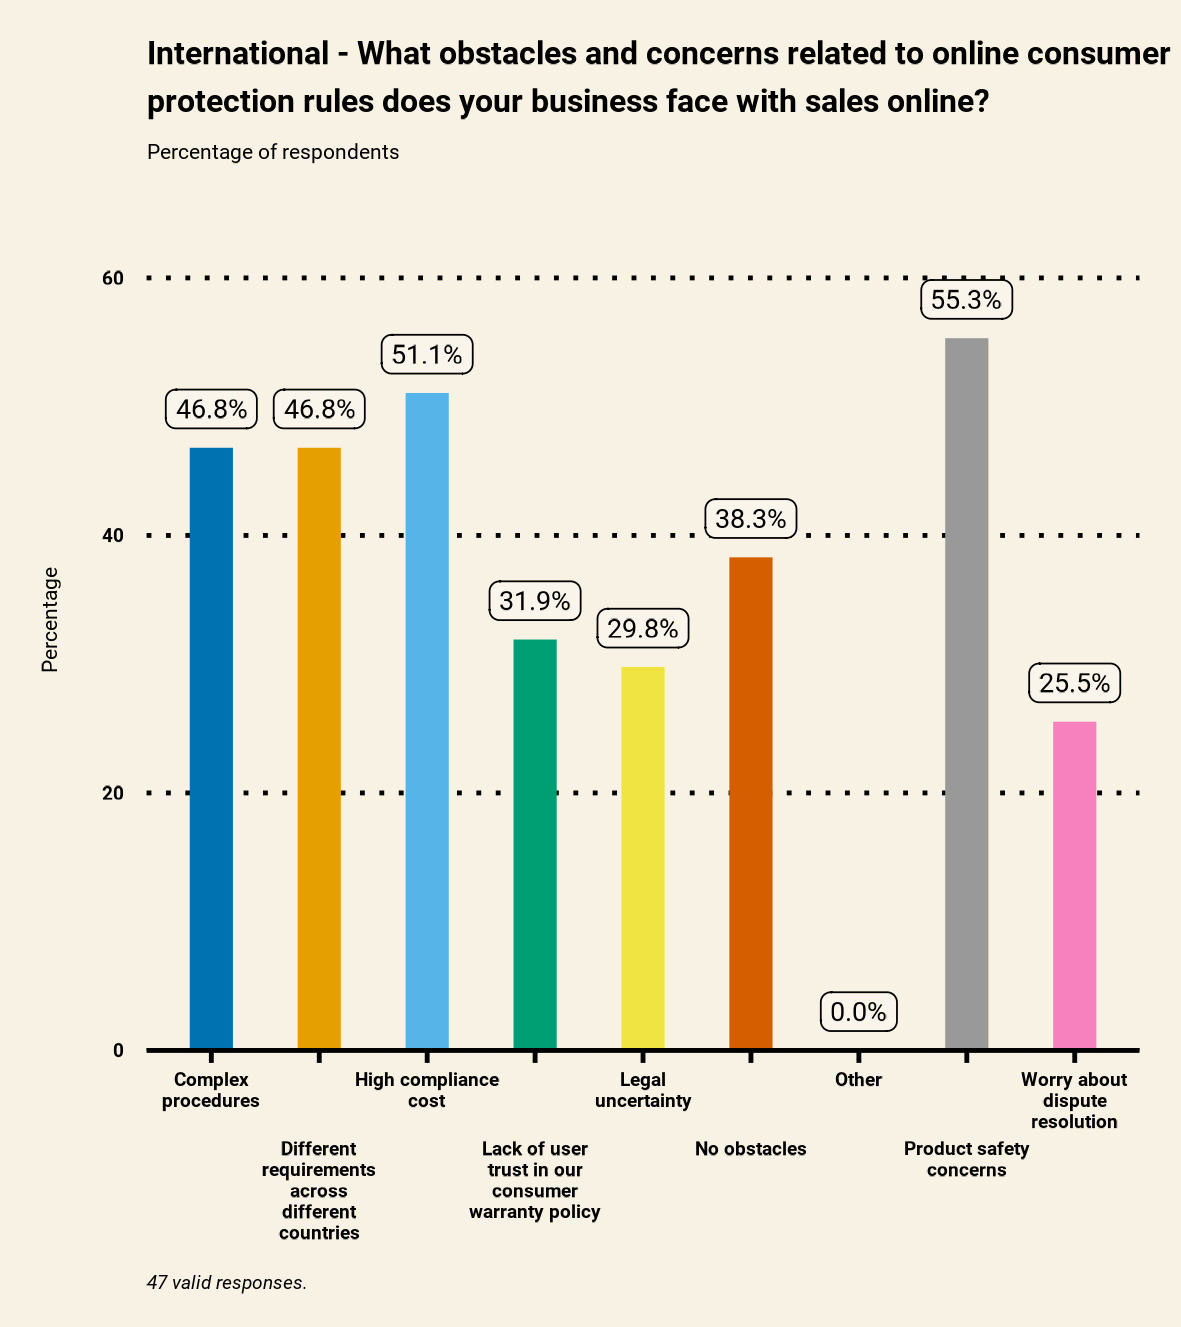 International - What obstacles and concerns related to online consumer
protection rules does your business face with sales online?
Percentage of respondents
Percentage
60
40
20
0
46.8%
46.8%
51.1%
31.9%
29.8%
38.3%
0.0%
55.3%
25.5%
Complex
procedures
Different
requirements
across
different
countries
High compliance
cost
Lack of user
trust in our
consumer
warranty policy
Legal
uncertainty
No obstacles
Other
Product safety
concerns
Worry about
dispute
resolution
47 valid responses.